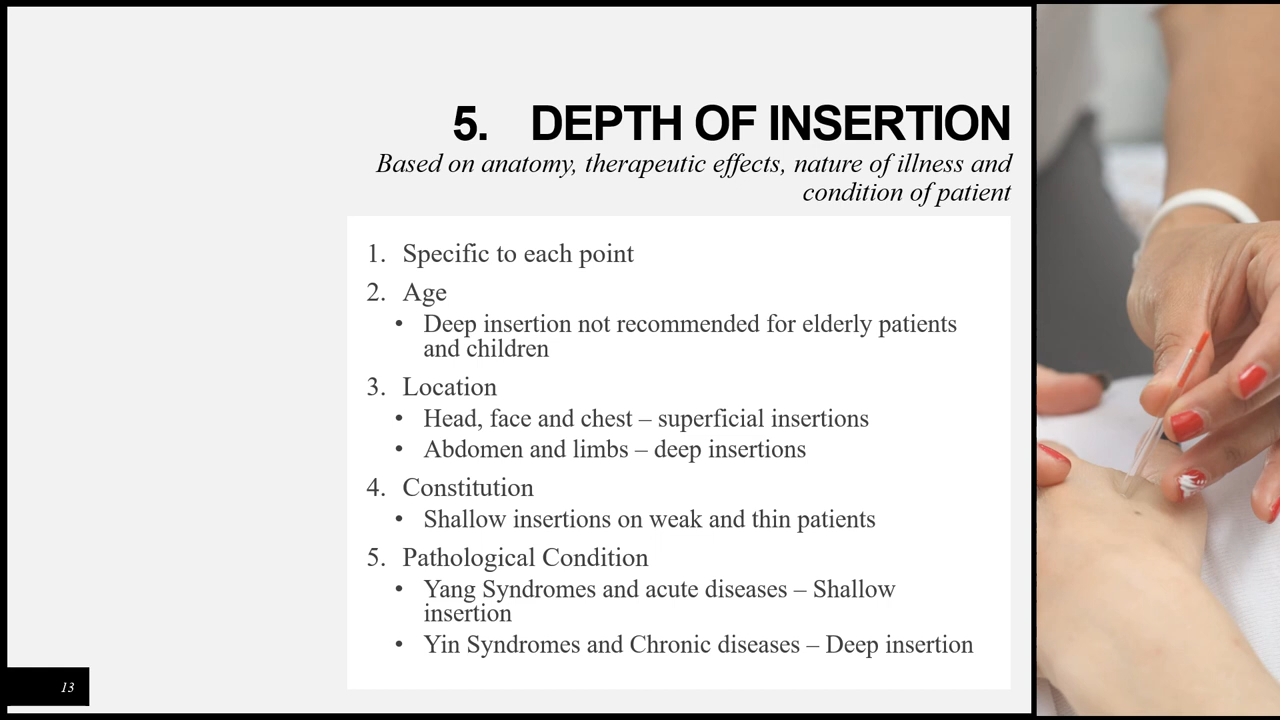 5. DEPTH OF INSERTION
Based on anatomy, therapeutic effects, nature of illness and
condition of patient
1. Specific to each point
2. Age
• Deep insertion not recommended for elderly patients
and children
3. Location
• Head, face and chest – superficial insertions
• Abdomen and limbs – deep insertions
4. Constitution
• Shallow insertions on weak and thin patients
5. Pathological Condition
• Yang Syndromes and acute diseases – Shallow
insertion
• Yin Syndromes and Chronic diseases – Deep insertion
13